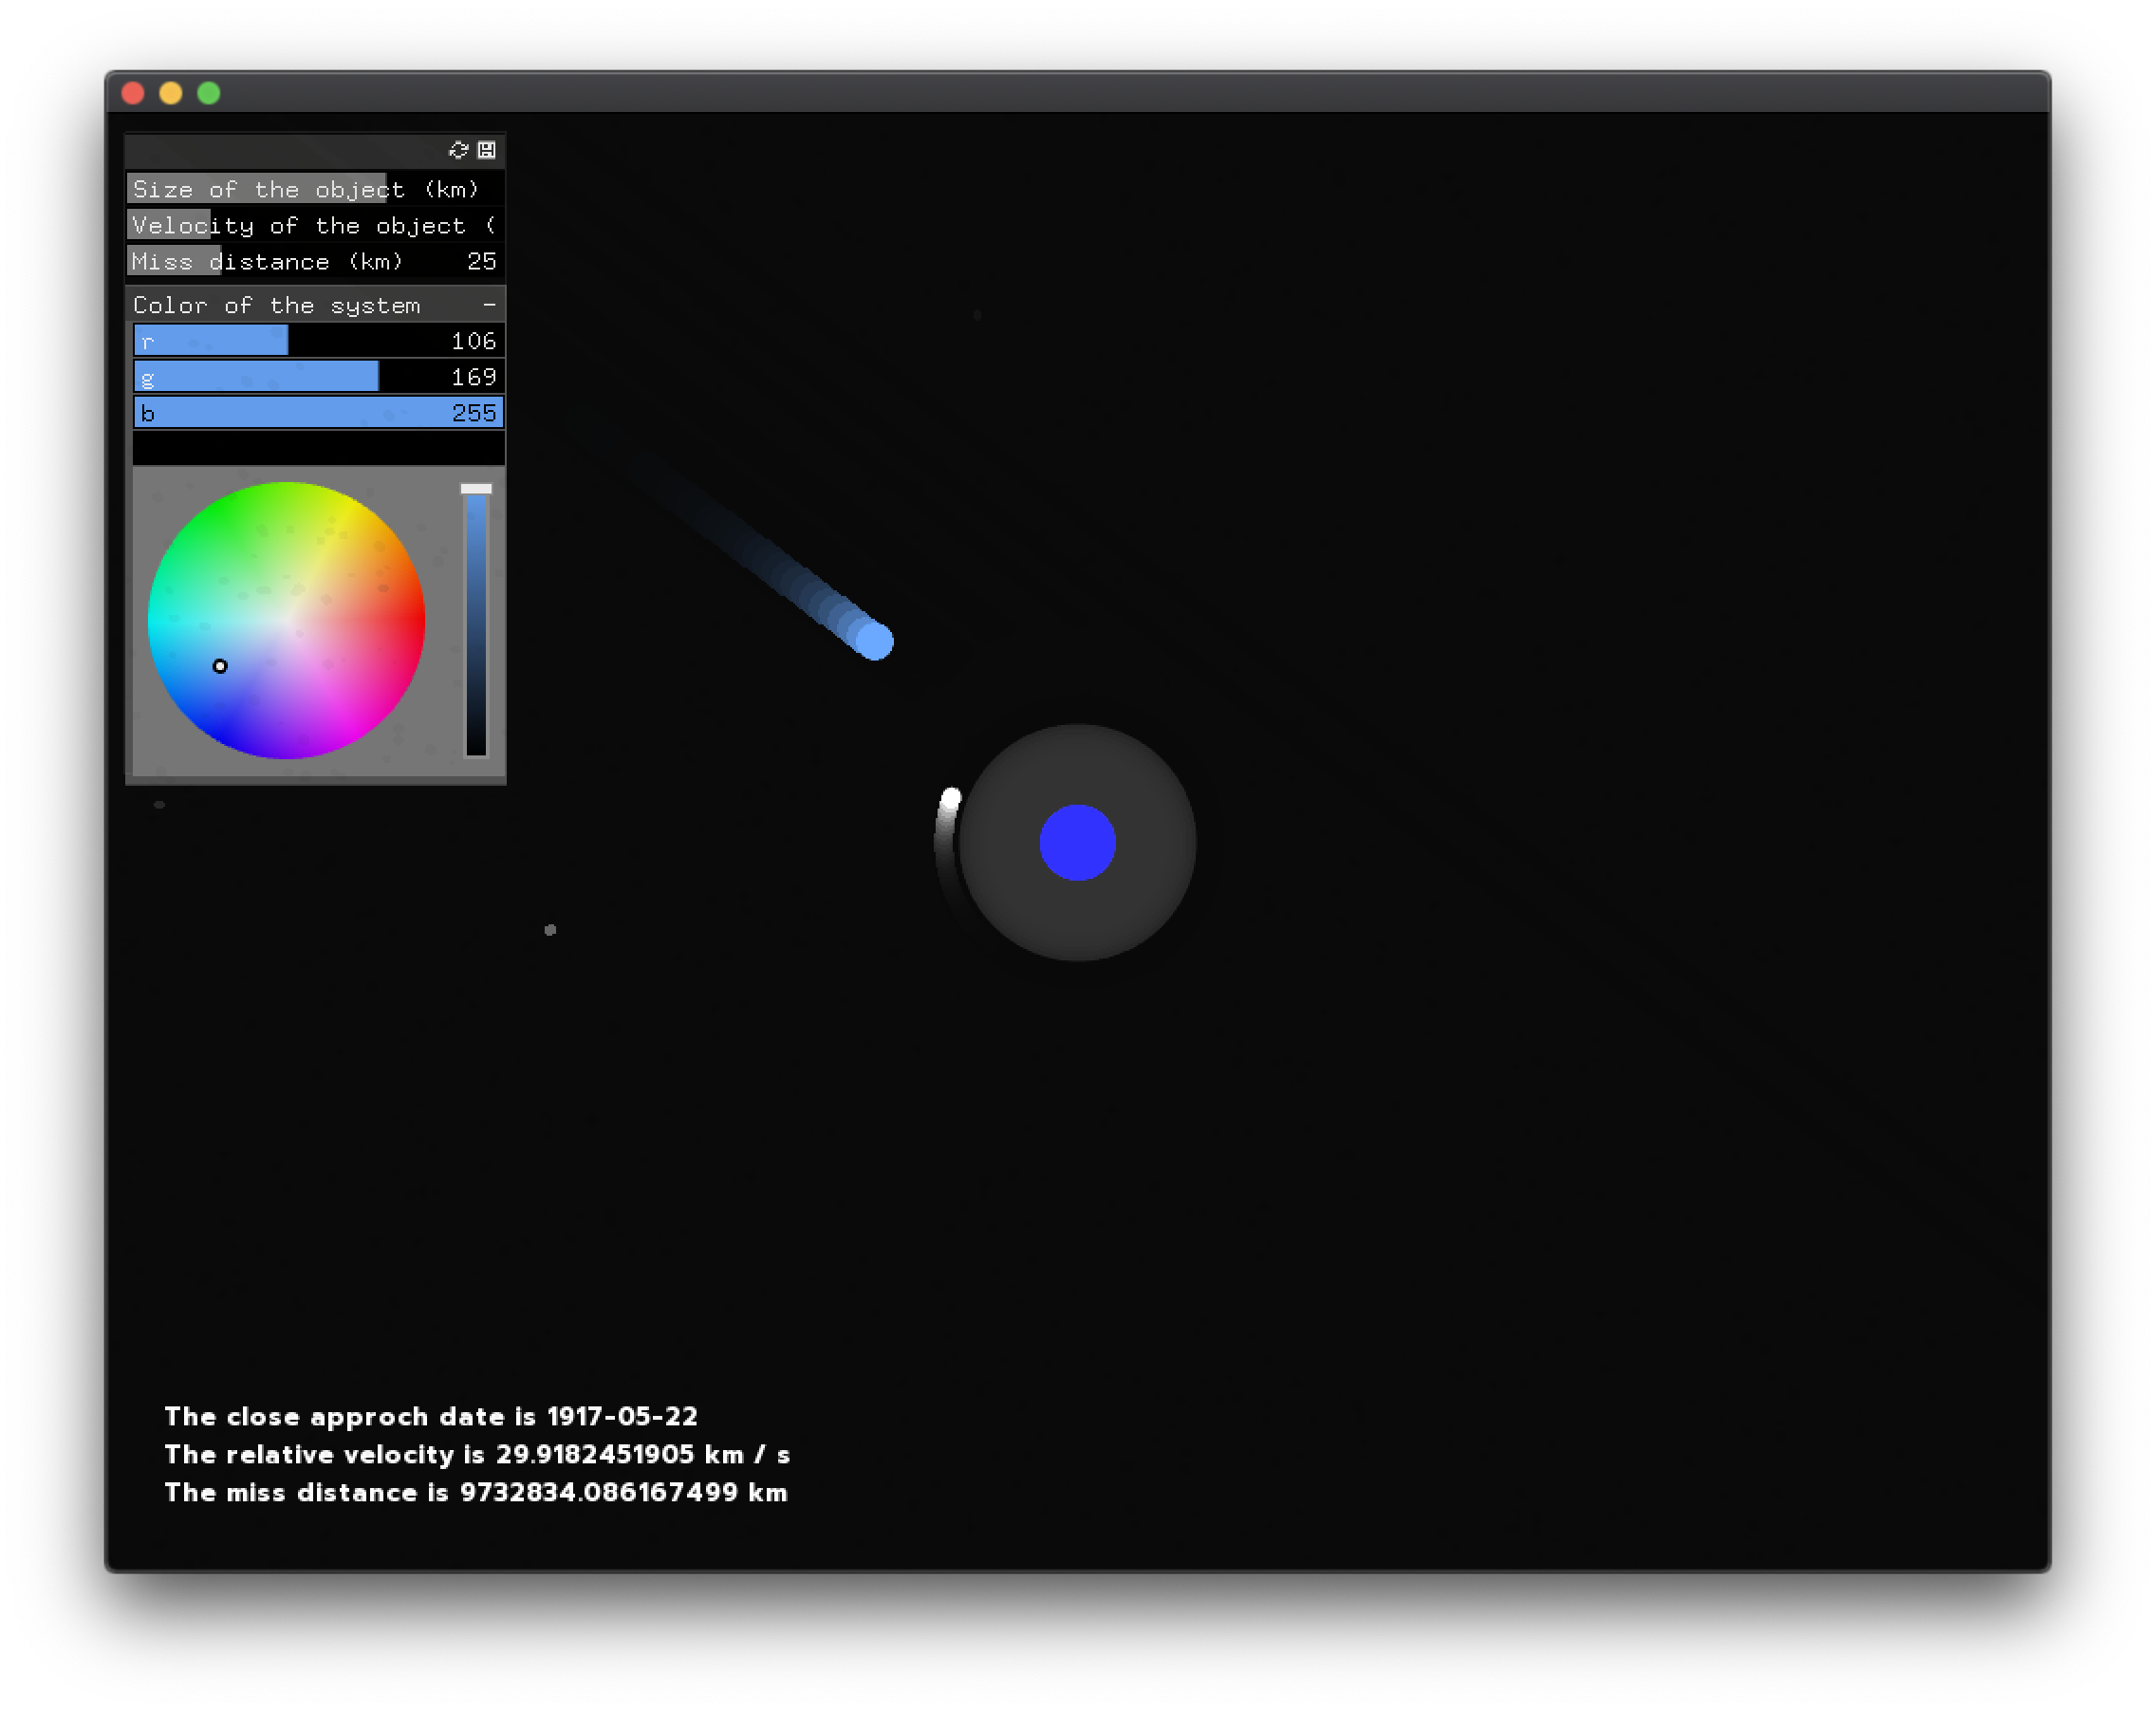 Size of the object (km)
Velocity of the object (
Miss distance (km) 25
Color of the system -
r 106
g 169
b 255
The close approch date is 1917-05-22
The relative velocity is 29.9182451905 km / s
The miss distance is 9732834.086167499 km